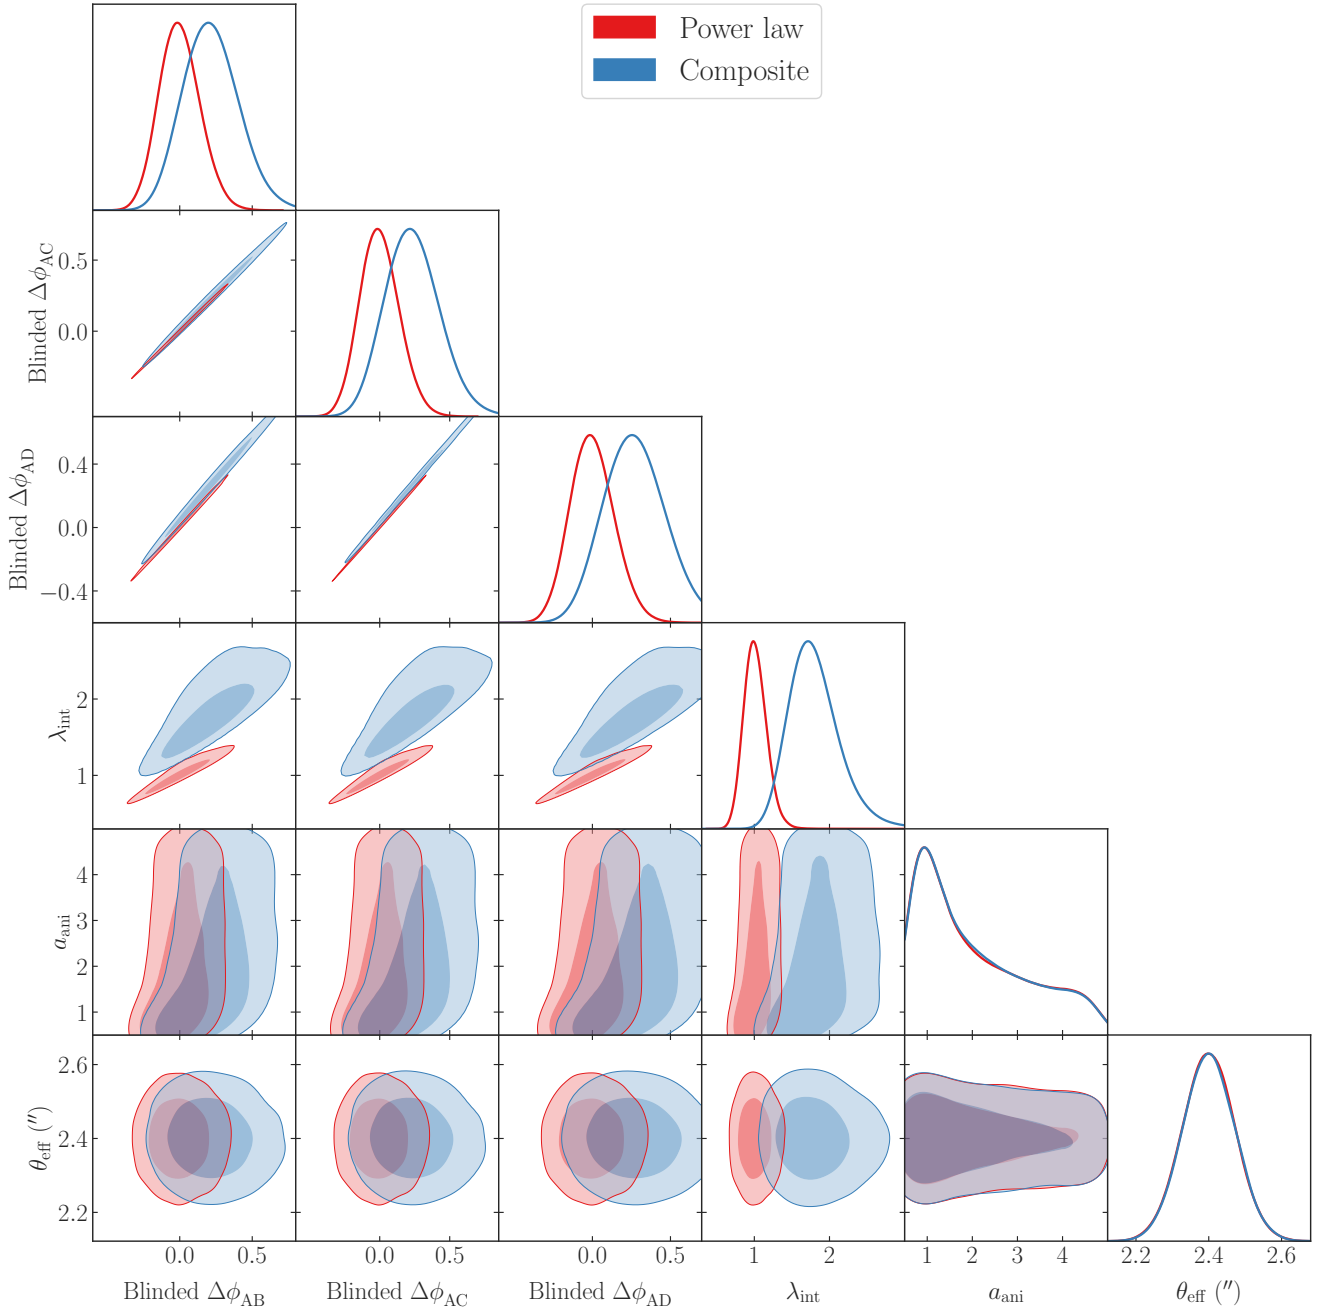 Power law
Composite
Blinded Δϕ_AC
0.5
0.0
Blinded Δϕ_AD
0.4
0.0
−0.4
λ_int
2
1
a_ani
4
3
2
1
θ_eff (″)
2.6
2.4
2.2
0.0 0.5 0.0 0.5 0.0 0.5 1 2 1 2 3 4 2.2 2.4 2.6
Blinded Δϕ_AB Blinded Δϕ_AC Blinded Δϕ_AD λ_int a_ani θ_eff (″)